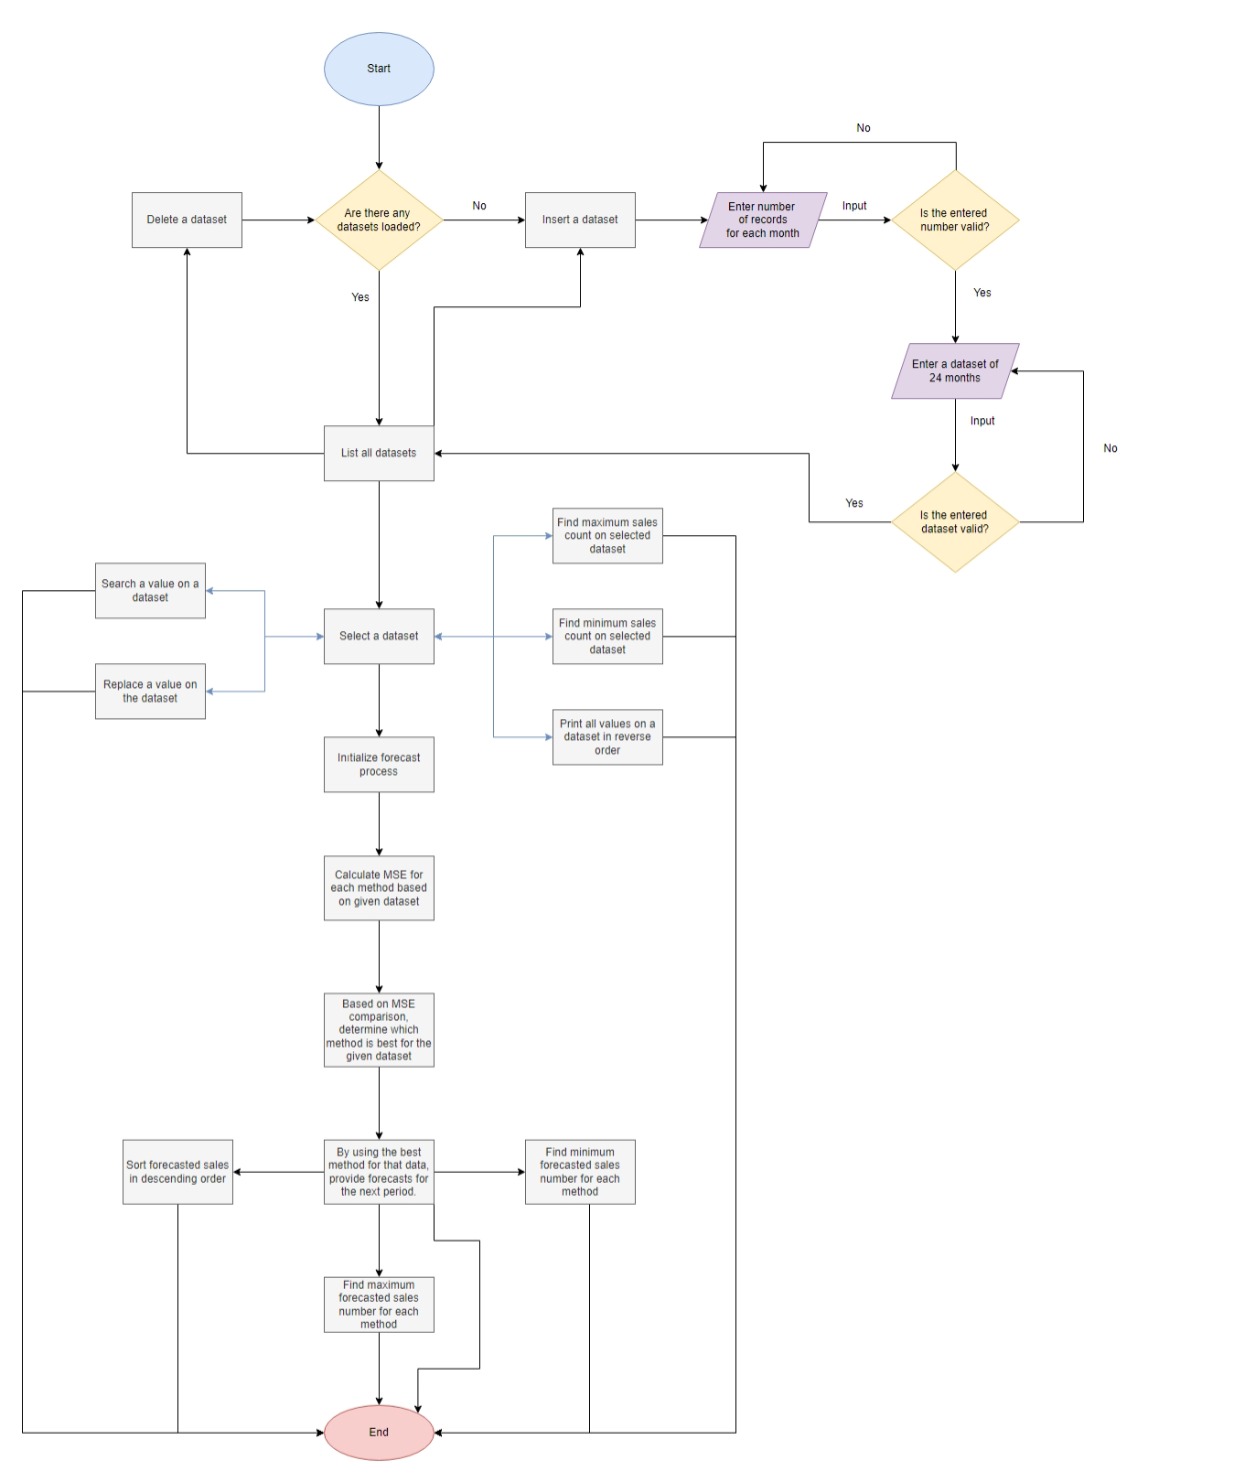 Start
No
Delete a dataset
Are there any
datasets loaded?
No
Insert a dataset
Enter number
of records
for each month
Input
Is the entered
number valid?
Yes
Yes
Enter a dataset of
24 months
Input
No
List all datasets
Yes
Is the entered
dataset valid?
Find maximum sales
count on selected
dataset
Search a value on a
dataset
Select a dataset
Find minimum sales
count on selected
dataset
Replace a value on
the dataset
Print all values on a
dataset in reverse
order
Initialize forecast
process
Calculate MSE for
each method based
on given dataset
Based on MSE
comparison,
determine which
method is best for the
given dataset
Sort forecasted sales
in descending order
By using the best
method for that data,
provide forecasts for
the next period.
Find minimum
forecasted sales
number for each
method
Find maximum
forecasted sales
number for each
method
End